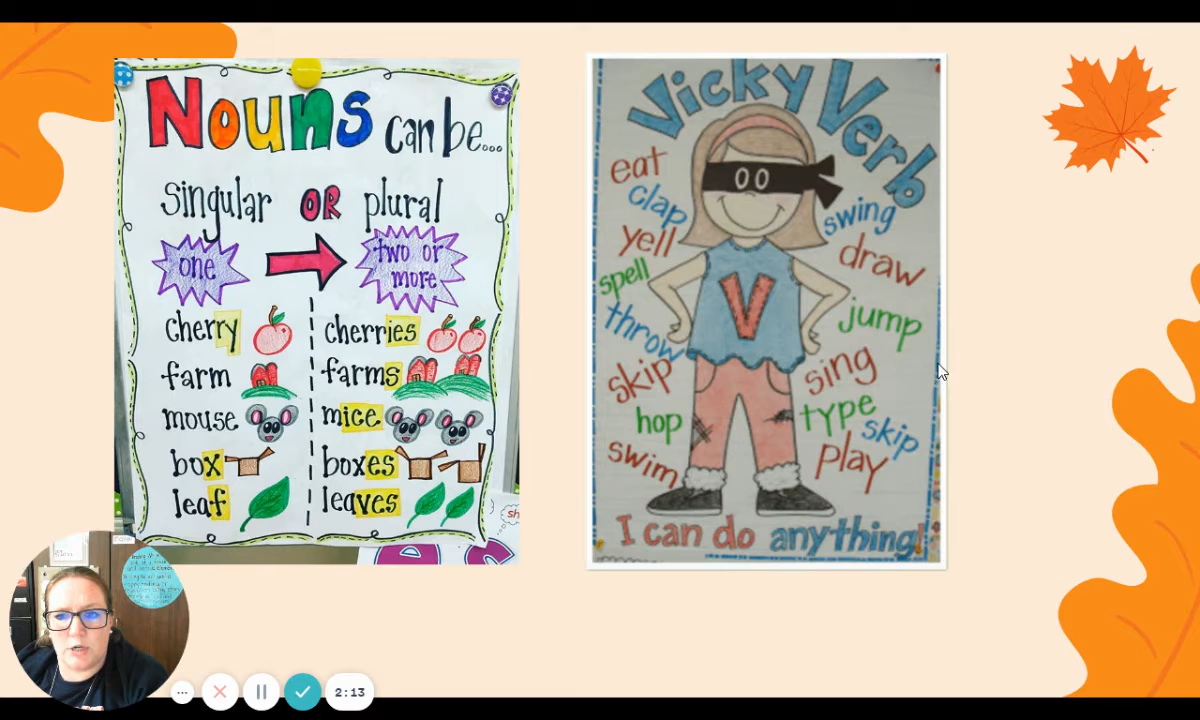 Nouns can be...
singular OR plural
one
two or
more
cherry
cherries
farm
farms
mouse
mice
box
boxes
leaf
leaves
sh
Vicky Verb
eat
clap
yell
spell
throw
skip
hop
swim
swing
draw
jump
sing
type
skip
play
V
I can do anything!
2:13